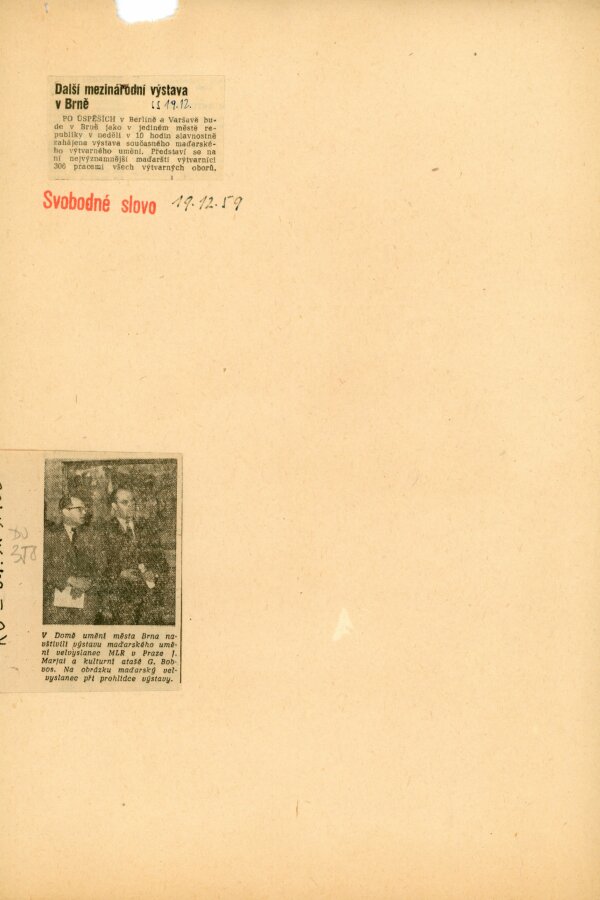 Další mezinárodní výstava
v Brně
19.12.
PO ÚSPĚŠÍCH v Berlíně a Varšavě bu-
de v Brně jako v jediném městě re-
publiky v neděli v 10 hodin slavnostně
zahájena výstava současného maďarské-
ho výtvarného umění. Představí se na
ní nejvýznamnější maďarští výtvarníci
306 pracemi všech výtvarných oborů.
Svobodné slovo 19.12.59
V Domě umění města Brna na-
vštívili výstavu maďarského umě-
ní velvyslanec MLR v Praze J.
Marjai a kulturní atašé G. Bob-
vos. Na obrázku maďarský vel-
vyslanec při prohlídce výstavy.